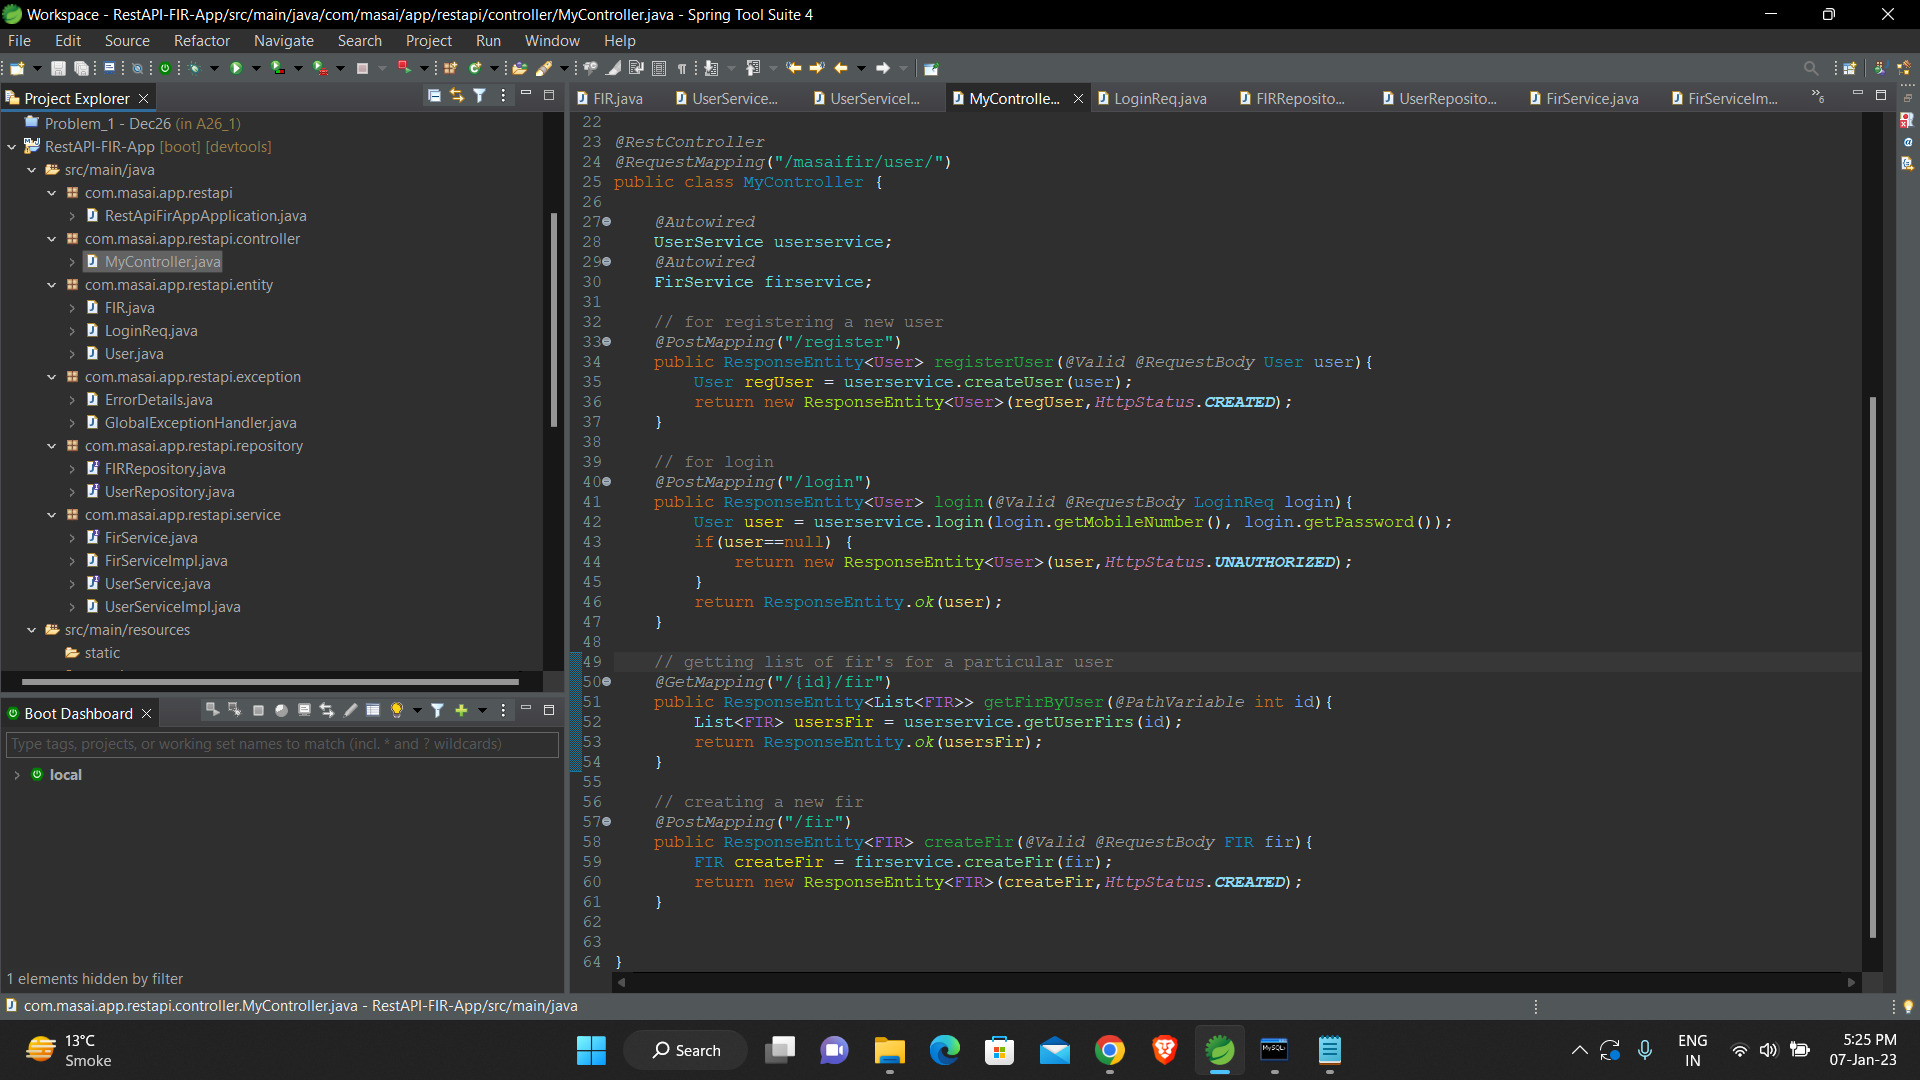 Workspace - RestAPI-FIR-App/src/main/java/com/masai/app/restapi/controller/MyController.java - Spring Tool Suite 4
File Edit Source Refactor Navigate Search Project Run Window Help
Project Explorer
Problem_1 - Dec26 (in A26_1)
RestAPI-FIR-App [boot] [devtools]
src/main/java
com.masai.app.restapi
RestApiFirAppApplication.java
com.masai.app.restapi.controller
MyController.java
com.masai.app.restapi.entity
FIR.java
LoginReq.java
User.java
com.masai.app.restapi.exception
ErrorDetails.java
GlobalExceptionHandler.java
com.masai.app.restapi.repository
FIRRepository.java
UserRepository.java
com.masai.app.restapi.service
FirService.java
FirServiceImpl.java
UserService.java
UserServiceImpl.java
src/main/resources
static
Boot Dashboard
Type tags, projects, or working set names to match (incl. * and ? wildcards)
local
1 elements hidden by filter
FIR.java UserService... UserServiceI... MyControlle... LoginReq.java FIRReposito... UserReposito... FirService.java FirServiceIm... 6
22
23 @RestController
24 @RequestMapping("/masaifir/user/")
25 public class MyController {
26
27 @Autowired
28 UserService userservice;
29 @Autowired
30 FirService firservice;
31
32 // for registering a new user
33 @PostMapping("/register")
34 public ResponseEntity<User> registerUser(@Valid @RequestBody User user){
35 User regUser = userservice.createUser(user);
36 return new ResponseEntity<User>(regUser,HttpStatus.CREATED);
37 }
38
39 // for login
40 @PostMapping("/login")
41 public ResponseEntity<User> login(@Valid @RequestBody LoginReq login){
42 User user = userservice.login(login.getMobileNumber(), login.getPassword());
43 if(user==null) {
44 return new ResponseEntity<User>(user,HttpStatus.UNAUTHORIZED);
45 }
46 return ResponseEntity.ok(user);
47 }
48
49 // getting list of fir's for a particular user
50 @GetMapping("/{id}/fir")
51 public ResponseEntity<List<FIR>> getFirByUser(@PathVariable int id){
52 List<FIR> usersFir = userservice.getUserFirs(id);
53 return ResponseEntity.ok(usersFir);
54 }
55
56 // creating a new fir
57 @PostMapping("/fir")
58 public ResponseEntity<FIR> createFir(@Valid @RequestBody FIR fir){
59 FIR createFir = firservice.createFir(fir);
60 return new ResponseEntity<FIR>(createFir,HttpStatus.CREATED);
61 }
62
63
64 }
com.masai.app.restapi.controller.MyController.java - RestAPI-FIR-App/src/main/java
13°C
Smoke
Search
MySQL
ENG
IN
5:25 PM
07-Jan-23